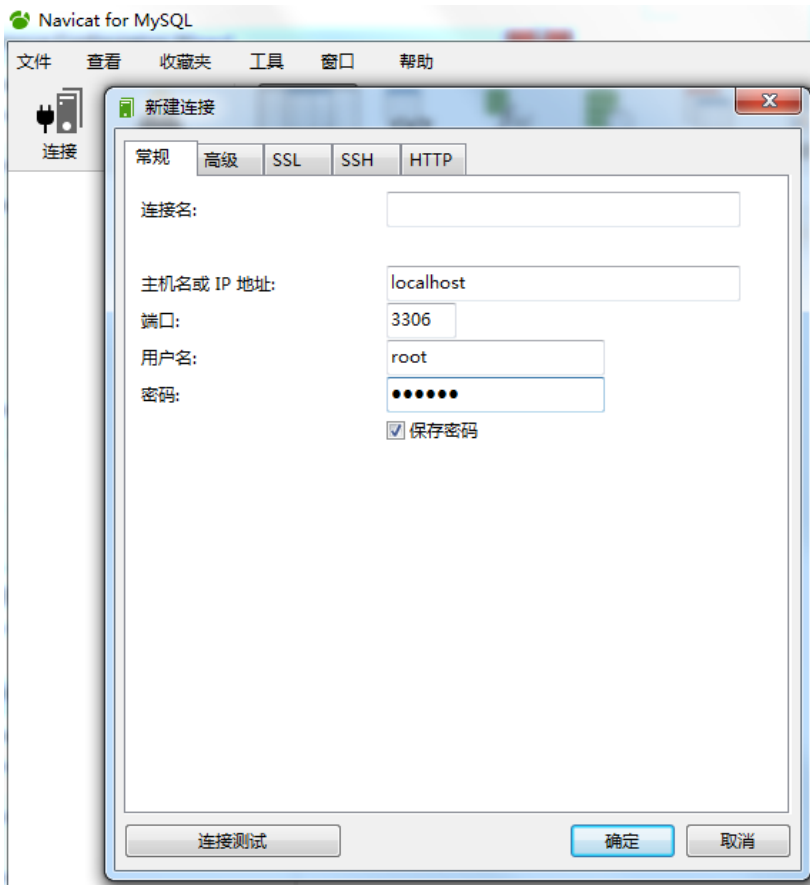 Navicat for MySQL
文件 查看 收藏夹 工具 窗口 帮助
连接
新建连接
常规 高级 SSL SSH HTTP
连接名:
主机名或 IP 地址: localhost
端口: 3306
用户名: root
密码: ●●●●●●
保存密码
连接测试 确定 取消